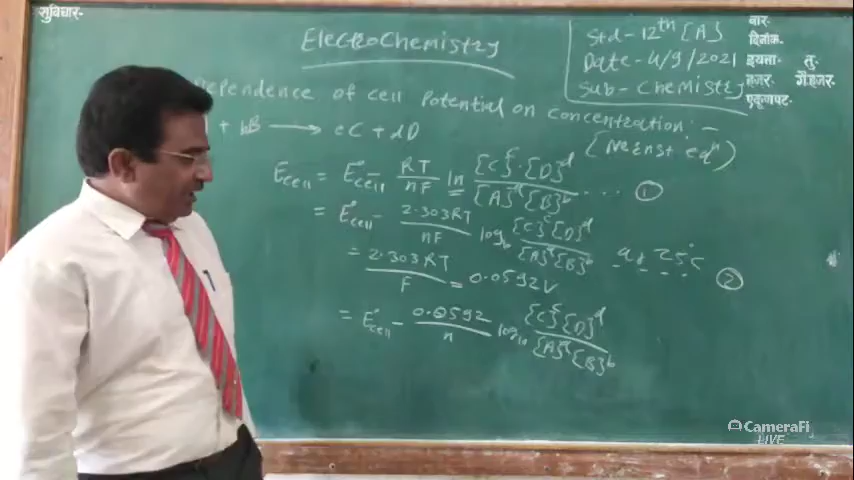 सुविचार-
ElectroChemistry
Std - 12th [A]
Date - 4/9/2021
Sub - Chemistry
वार-
दिनांक-
इयत्ता तु.
हजर गै.हजर
एकूण पट-
Dependence of cell Potential on concentration :-
(Nernst eqn)
+ bB → cC + dD
Ecell = E°cell - RT/nF ln [C]^c·[D]^d/[A]^a[B]^b ... ①
= E°cell - 2.303RT/nF log10 [C]^c[D]^d/[A]^a[B]^b at 25°C ②
= 2.303RT/F = 0.0592V
= E°cell - 0.0592/n log10 [C]^c[D]^d/[A]^a[B]^b
CameraFi
LIVE